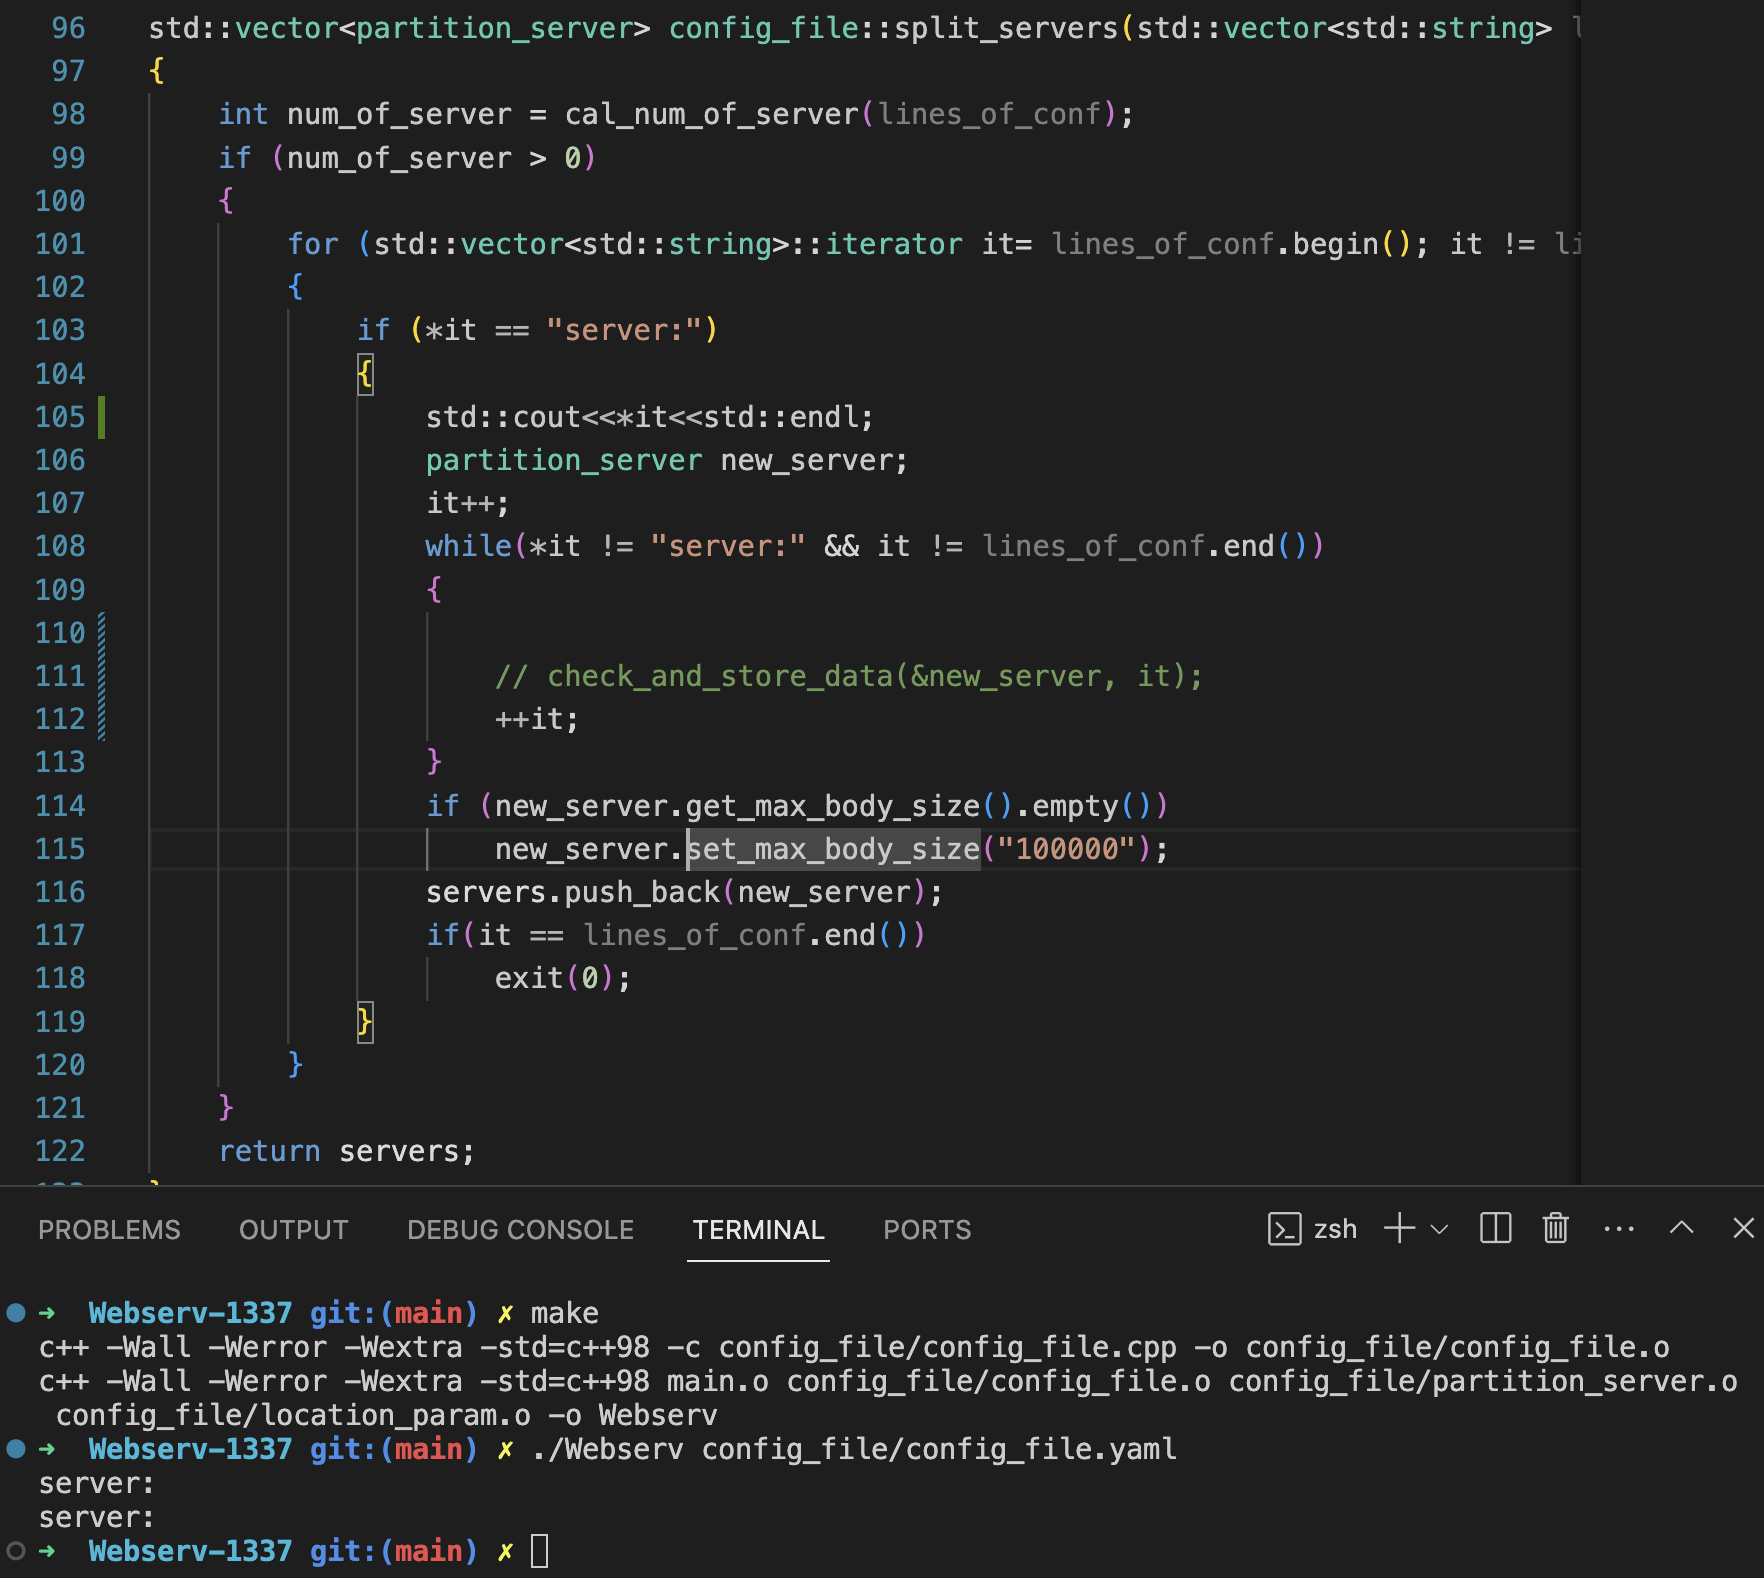 96 std::vector<partition_server> config_file::split_servers(std::vector<std::string>
97 {
98 int num_of_server = cal_num_of_server(lines_of_conf);
99 if (num_of_server > 0)
100 {
101 for (std::vector<std::string>::iterator it= lines_of_conf.begin(); it != li
102 {
103 if (*it == "server:")
104 {
105 std::cout<<*it<<std::endl;
106 partition_server new_server;
107 it++;
108 while(*it != "server:" && it != lines_of_conf.end())
109 {
110
111 // check_and_store_data(&new_server, it);
112 ++it;
113 }
114 if (new_server.get_max_body_size().empty())
115 new_server.set_max_body_size("100000");
116 servers.push_back(new_server);
117 if(it == lines_of_conf.end())
118 exit(0);
119 }
120 }
121 }
122 return servers;
PROBLEMS OUTPUT DEBUG CONSOLE TERMINAL PORTS zsh
➜ Webserv-1337 git:(main) ✗ make
c++ -Wall -Werror -Wextra -std=c++98 -c config_file/config_file.cpp -o config_file/config_file.o
c++ -Wall -Werror -Wextra -std=c++98 main.o config_file/config_file.o config_file/partition_server.o
config_file/location_param.o -o Webserv
➜ Webserv-1337 git:(main) ✗ ./Webserv config_file/config_file.yaml
server:
server:
➜ Webserv-1337 git:(main) ✗